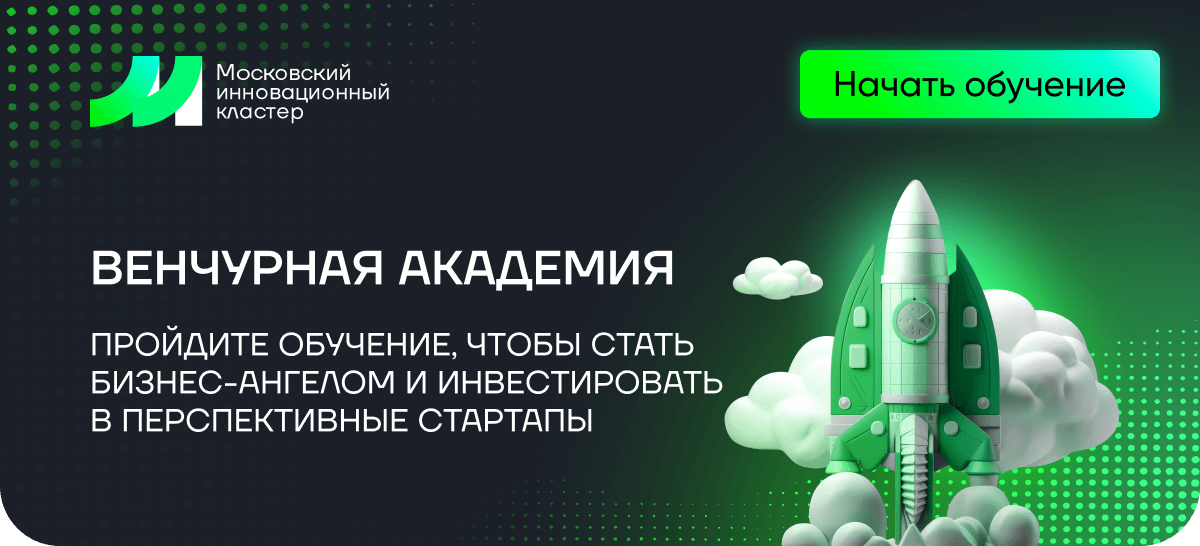 Московский
инновационный
кластер
Начать обучение
ВЕНЧУРНАЯ АКАДЕМИЯ
ПРОЙДИТЕ ОБУЧЕНИЕ, ЧТОБЫ СТАТЬ
БИЗНЕС-АНГЕЛОМ И ИНВЕСТИРОВАТЬ
В ПЕРСПЕКТИВНЫЕ СТАРТАПЫ